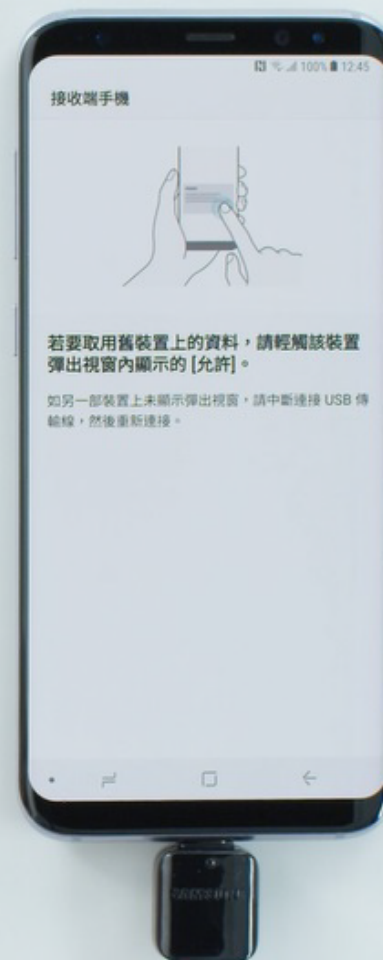 100% 12:45
接收端手機
若要取用舊裝置上的資料，請輕觸該裝置
彈出視窗內顯示的 [允許]。
如另一部裝置上未顯示彈出視窗，請中斷連接 USB 傳
輸線，然後重新連接。
SAMSUNG